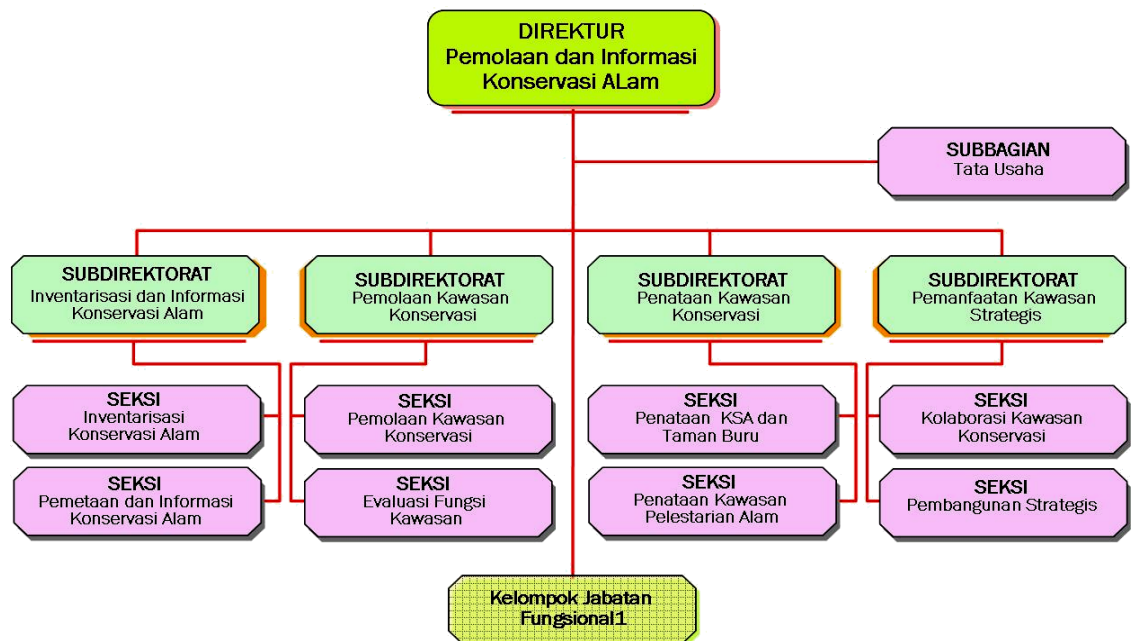 DIREKTUR
Pemolaan dan Informasi
Konservasi ALam
SUBBAGIAN
Tata Usaha
SUBDIREKTORAT
Inventarisasi dan Informasi
Konservasi Alam
SUBDIREKTORAT
Pemolaan Kawasan
Konservasi
SUBDIREKTORAT
Penataan Kawasan
Konservasi
SUBDIREKTORAT
Pemanfaatan Kawasan
Strategis
SEKSI
Inventarisasi
Konservasi Alam
SEKSI
Pemolaan Kawasan
Konservasi
SEKSI
Penataan KSA dan
Taman Buru
SEKSI
Kolaborasi Kawasan
Konservasi
SEKSI
Pemetaan dan Informasi
Konservasi Alam
SEKSI
Evaluasi Fungsi
Kawasan
SEKSI
Penataan Kawasan
Pelestarian Alam
SEKSI
Pembangunan Strategis
Kelompok Jabatan
Fungsional1